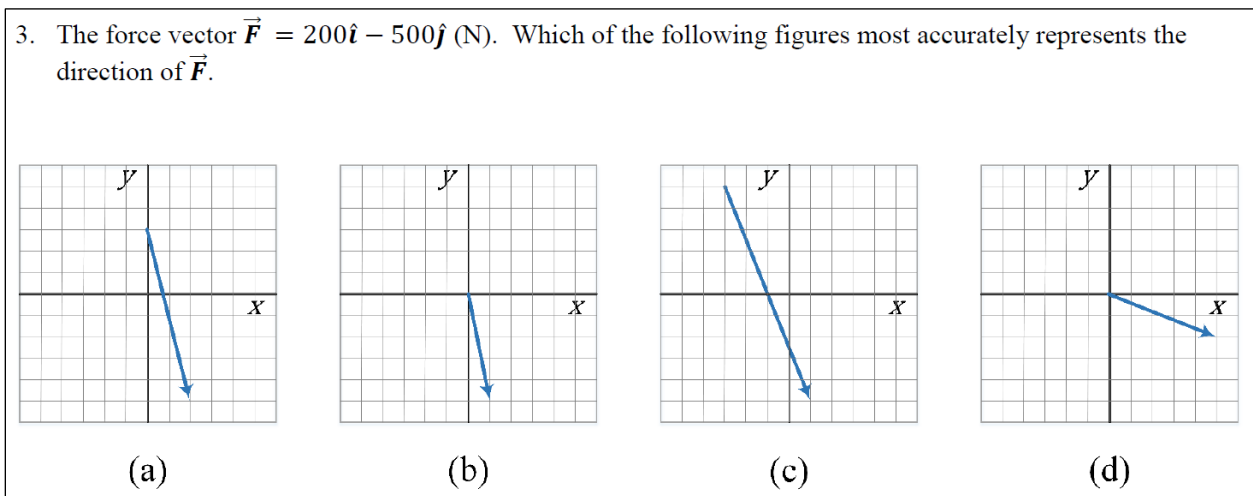 3. The force vector F⃗ = 200î – 500ĵ (N). Which of the following figures most accurately represents the
direction of F⃗.
y y y y
x x x x
(a) (b) (c) (d)